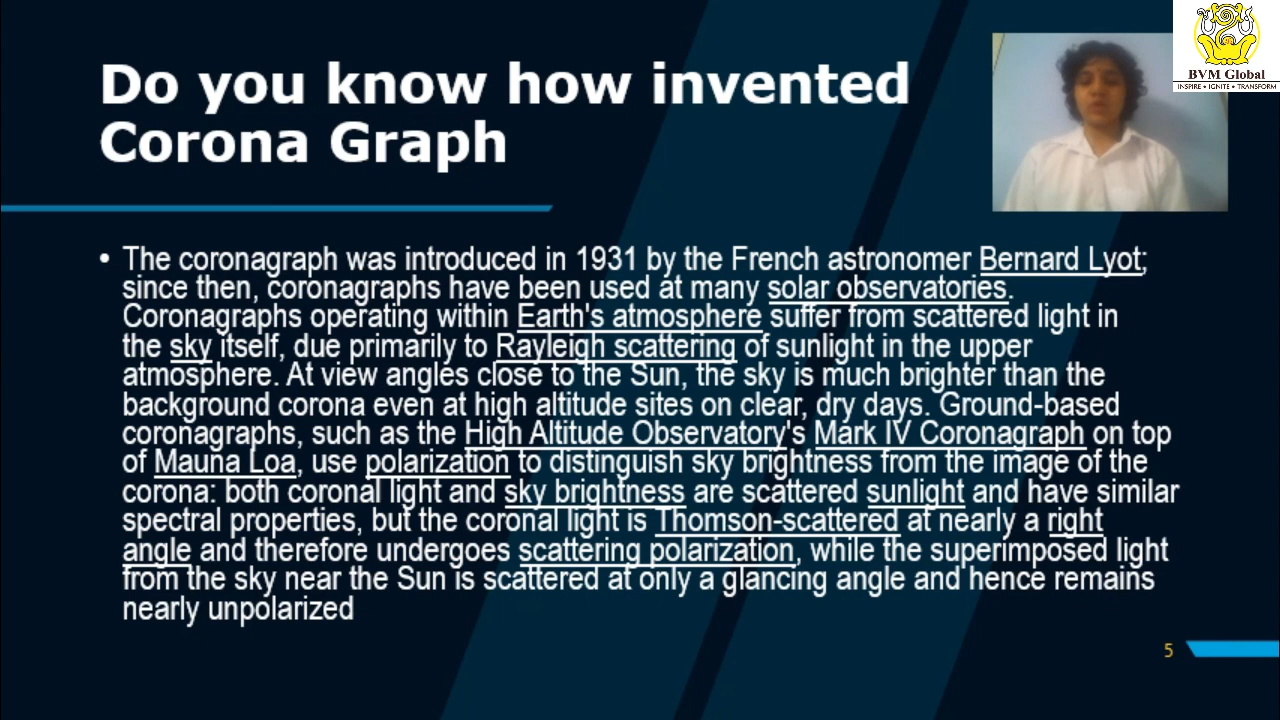 Do you know how invented
Corona Graph
BVM Global
INSPIRE • IGNITE • TRANSFORM
• The coronagraph was introduced in 1931 by the French astronomer Bernard Lyot;
since then, coronagraphs have been used at many solar observatories.
Coronagraphs operating within Earth's atmosphere suffer from scattered light in
the sky itself, due primarily to Rayleigh scattering of sunlight in the upper
atmosphere. At view angles close to the Sun, the sky is much brighter than the
background corona even at high altitude sites on clear, dry days. Ground-based
coronagraphs, such as the High Altitude Observatory's Mark IV Coronagraph on top
of Mauna Loa, use polarization to distinguish sky brightness from the image of the
corona: both coronal light and sky brightness are scattered sunlight and have similar
spectral properties, but the coronal light is Thomson-scattered at nearly a right
angle and therefore undergoes scattering polarization, while the superimposed light
from the sky near the Sun is scattered at only a glancing angle and hence remains
nearly unpolarized
5